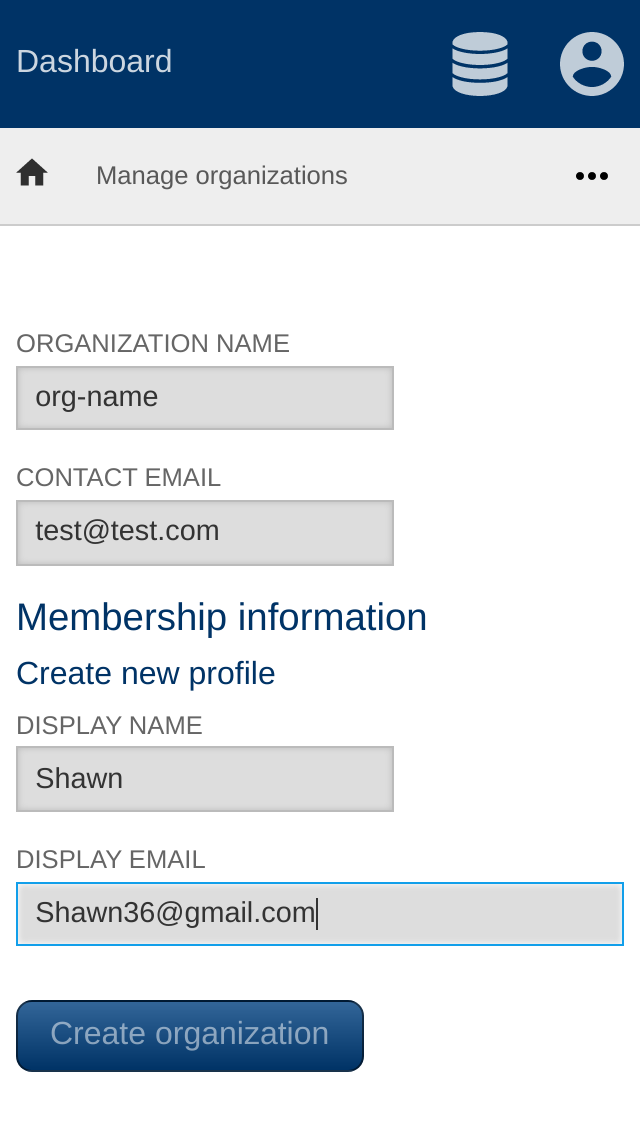 Dashboard
Manage organizations
ORGANIZATION NAME
org-name
CONTACT EMAIL
test@test.com
Membership information
Create new profile
DISPLAY NAME
Shawn
DISPLAY EMAIL
Shawn36@gmail.com
Create organization